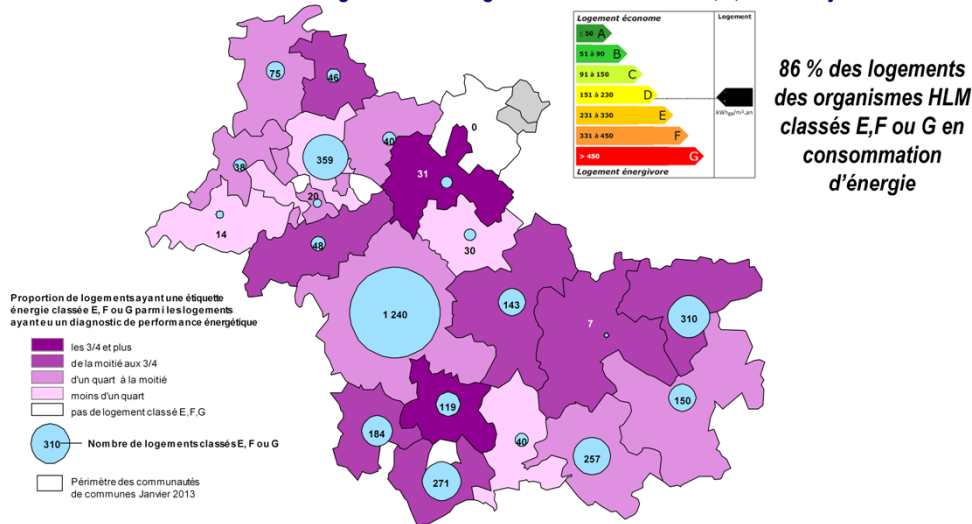 Logement économe
Logement
≤ 50 A
51 à 90 B
91 à 150 C
151 à 230 D
231 à 330 E
331 à 450 F
> 450 G
kWhEP/m².an
Logement énergivore
86 % des logements
des organismes HLM
classés E,F ou G en
consommation
d'énergie
75
46
0
40
359
38
31
20
14
30
48
143
1 240
7
310
150
119
184
40
257
271
Proportion de logements ayant une étiquette
énergie classée E, F ou G parmi les logements
ayant eu un diagnostic de performance énergétique
les 3/4 et plus
de la moitié aux 3/4
d'un quart à la moitié
moins d'un quart
pas de logement classé E,F,G
310
Nombre de logements classés E, F ou G
Périmètre des communautés
de communes Janvier 2013